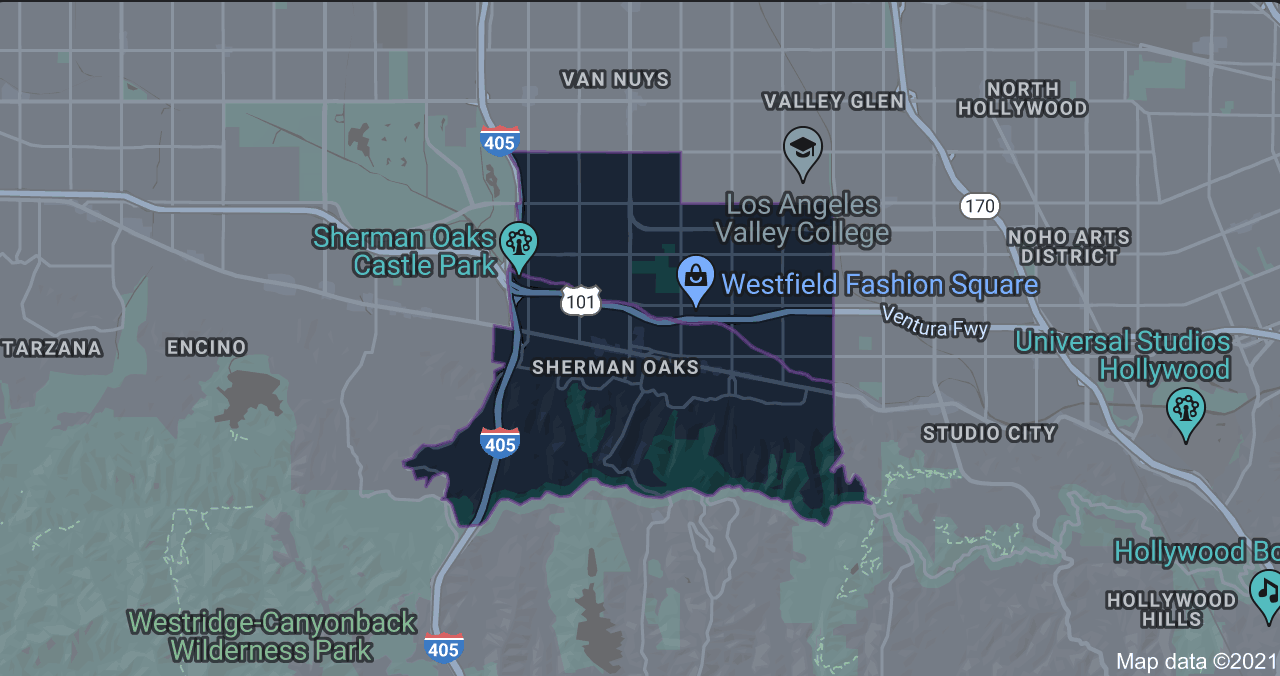 VAN NUYS
VALLEY GLEN
NORTH
HOLLYWOOD
405
170
Los Angeles
Valley College
Sherman Oaks
Castle Park
NOHO ARTS
DISTRICT
Westfield Fashion Square
101
Ventura Fwy
TARZANA
ENCINO
SHERMAN OAKS
Universal Studios
Hollywood
STUDIO CITY
405
Hollywood Bo
HOLLYWOOD
HILLS
Westridge-Canyonback
Wilderness Park
405
Map data ©2021